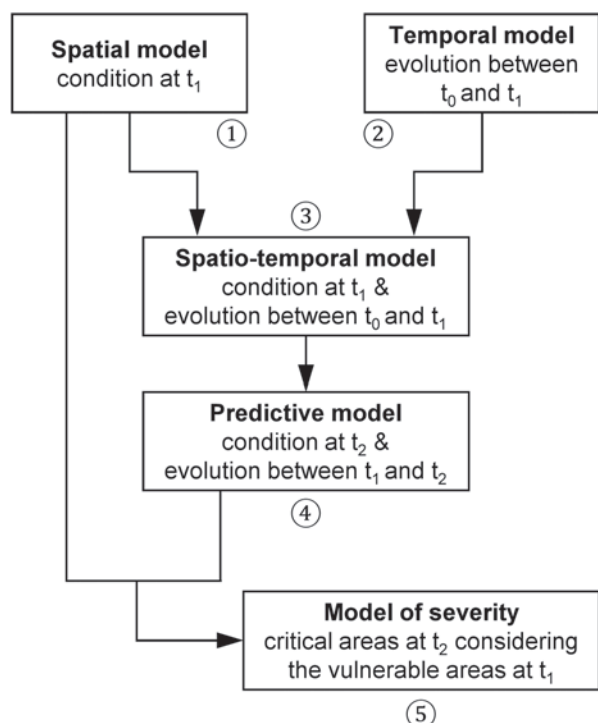 Spatial model
condition at t₁
①
Temporal model
evolution between
t₀ and t₁
②
③
Spatio-temporal model
condition at t₁ &
evolution between t₀ and t₁
Predictive model
condition at t₂ &
evolution between t₁ and t₂
④
Model of severity
critical areas at t₂ considering
the vulnerable areas at t₁
⑤